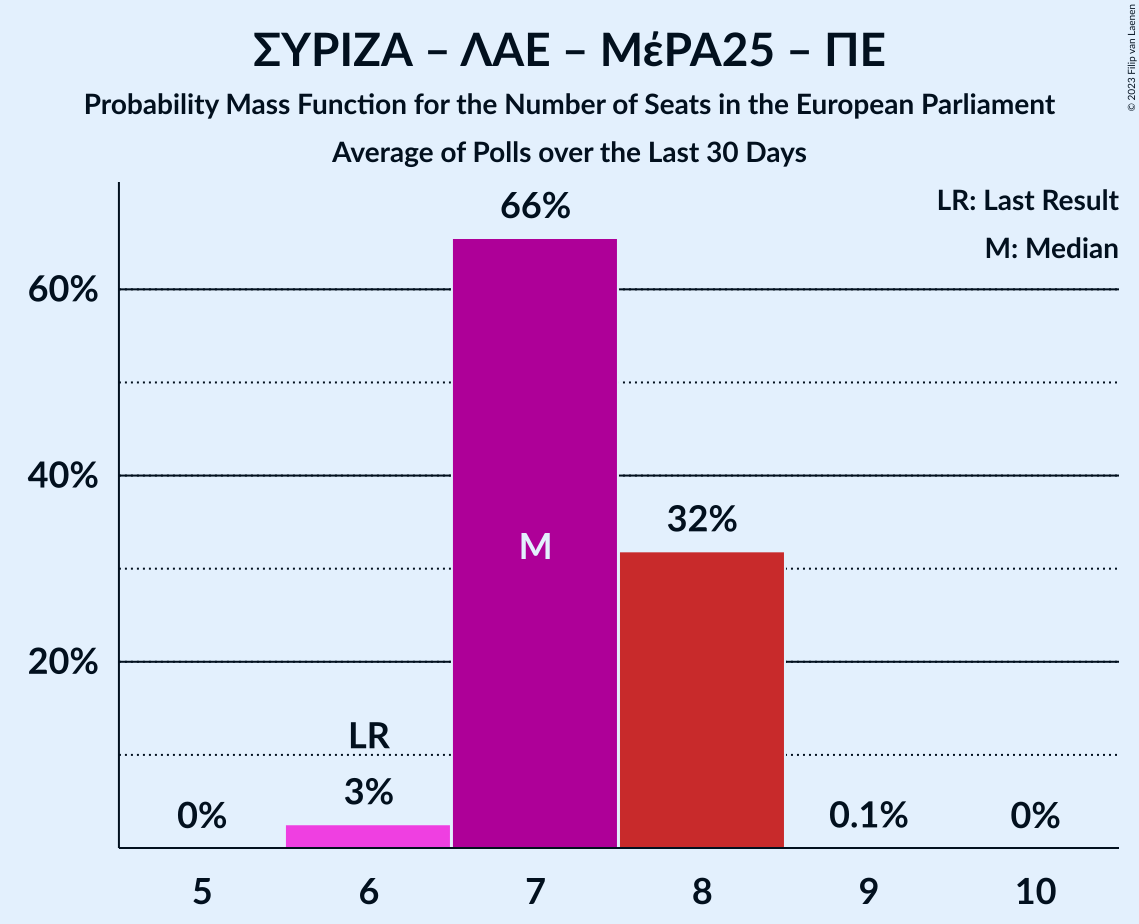 ΣΥΡΙΖΑ – ΛΑΕ – ΜέΡΑ25 – ΠΕ
Probability Mass Function for the Number of Seats in the European Parliament
Average of Polls over the Last 30 Days
© 2023 Filip van Laenen
LR: Last Result
M: Median
60%
40%
20%
0%
LR
3%
66%
M
32%
0.1%
0%
5
6
7
8
9
10